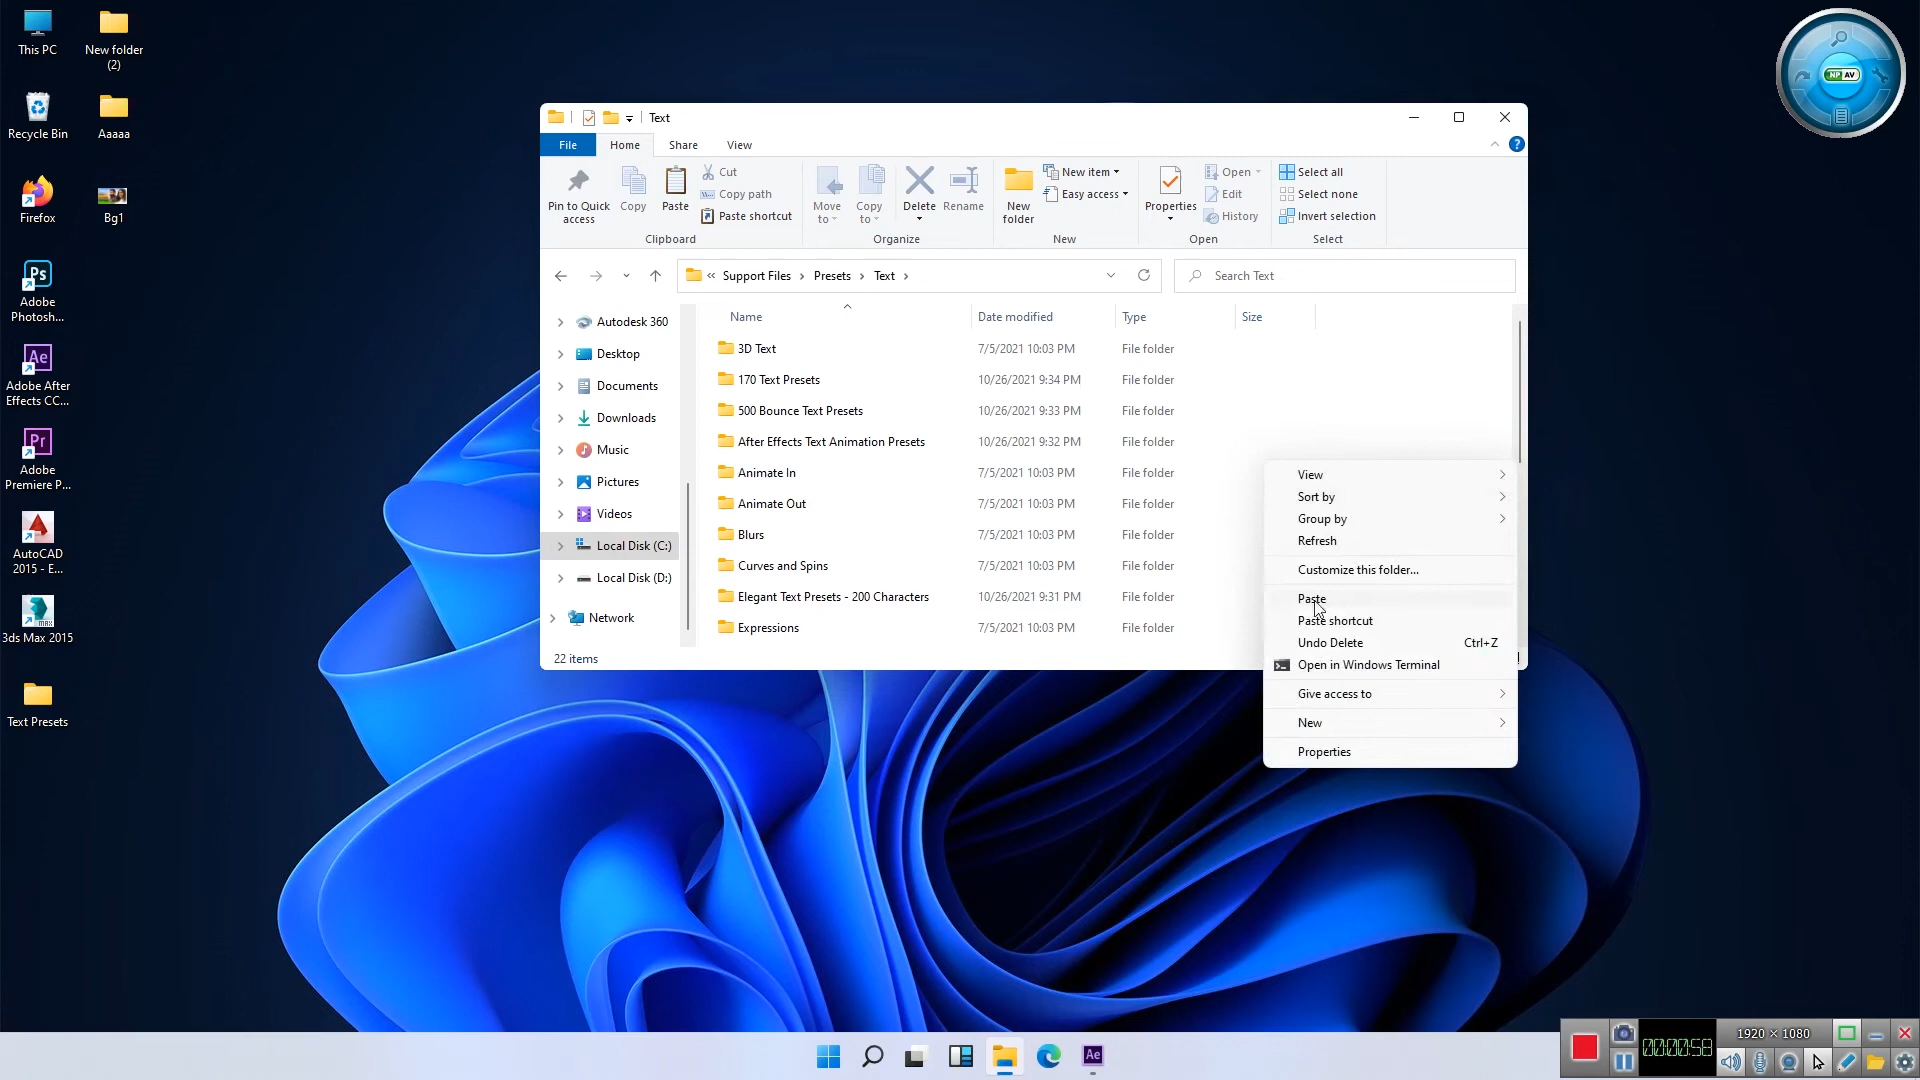 This PC
New folder
(2)
Recycle Bin
Aaaaa
Firefox
Bg1
Ps
Adobe
Photosh...
Ae
Adobe After
Effects CC...
Pr
Adobe
Premiere P...
AutoCAD
2015 - E...
MAX
3ds Max 2015
Text Presets
NP AV
Text
File
Home
Share
View
Pin to Quick
access
Copy
Paste
Cut
Copy path
Paste shortcut
Clipboard
Move
to
Copy
to
Delete
Rename
Organize
New
folder
New item
Easy access
New
Properties
Open
Edit
History
Open
Select all
Select none
Invert selection
Select
« Support Files › Presets › Text ›
Search Text
Autodesk 360
Desktop
Documents
Downloads
Music
Pictures
Videos
Local Disk (C:)
Local Disk (D:)
Network
Name Date modified Type Size
3D Text 7/5/2021 10:03 PM File folder
170 Text Presets 10/26/2021 9:34 PM File folder
500 Bounce Text Presets 10/26/2021 9:33 PM File folder
After Effects Text Animation Presets 10/26/2021 9:32 PM File folder
Animate In 7/5/2021 10:03 PM File folder
Animate Out 7/5/2021 10:03 PM File folder
Blurs 7/5/2021 10:03 PM File folder
Curves and Spins 7/5/2021 10:03 PM File folder
Elegant Text Presets - 200 Characters 10/26/2021 9:31 PM File folder
Expressions 7/5/2021 10:03 PM File folder
22 items
View
Sort by
Group by
Refresh
Customize this folder...
Paste
Paste shortcut
Undo Delete Ctrl+Z
Open in Windows Terminal
Give access to
New
Properties
Ae
00:00:58
1920 × 1080